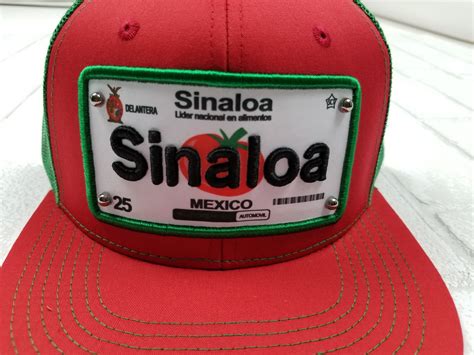 Sinaloa
DELANTERA
Lider nacional en alimentos
Sinaloa
25
MEXICO
AUTOMOVIL